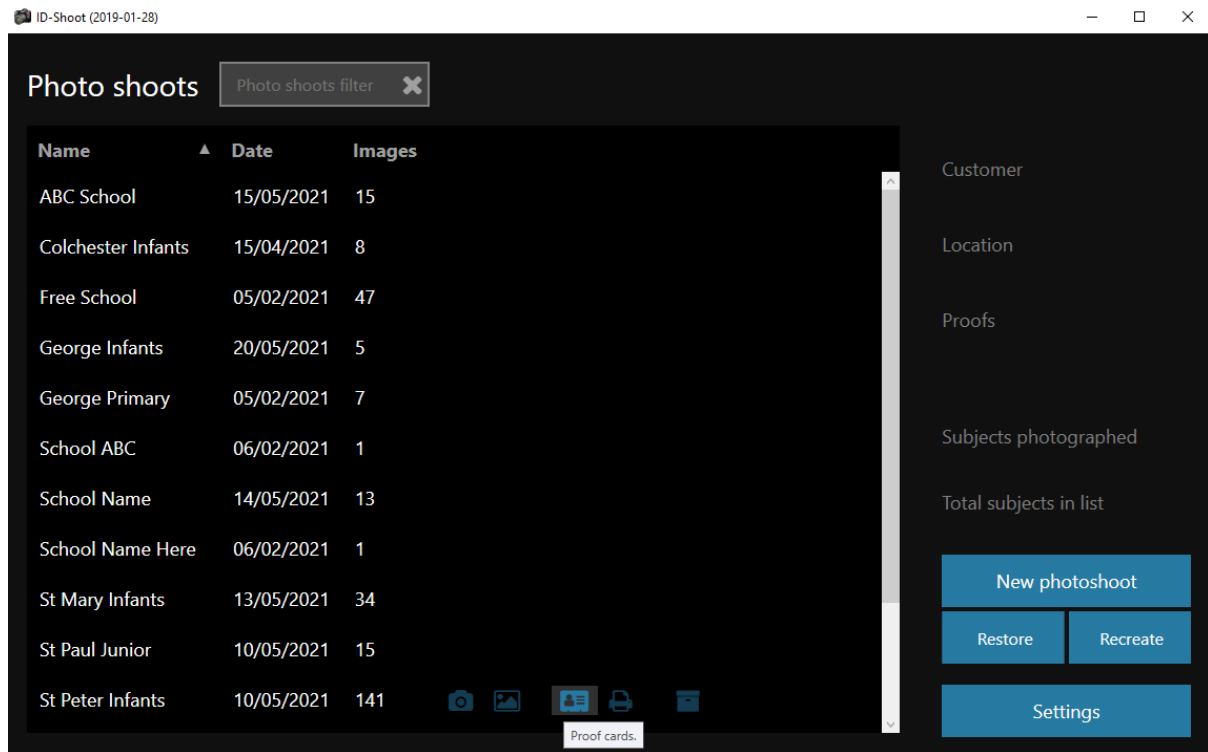 ID-Shoot (2019-01-28)
Photo shoots
Photo shoots filter
Name ▲ Date Images
ABC School 15/05/2021 15
Colchester Infants 15/04/2021 8
Free School 05/02/2021 47
George Infants 20/05/2021 5
George Primary 05/02/2021 7
School ABC 06/02/2021 1
School Name 14/05/2021 13
School Name Here 06/02/2021 1
St Mary Infants 13/05/2021 34
St Paul Junior 10/05/2021 15
St Peter Infants 10/05/2021 141
Proof cards.
Customer
Location
Proofs
Subjects photographed
Total subjects in list
New photoshoot
Restore Recreate
Settings